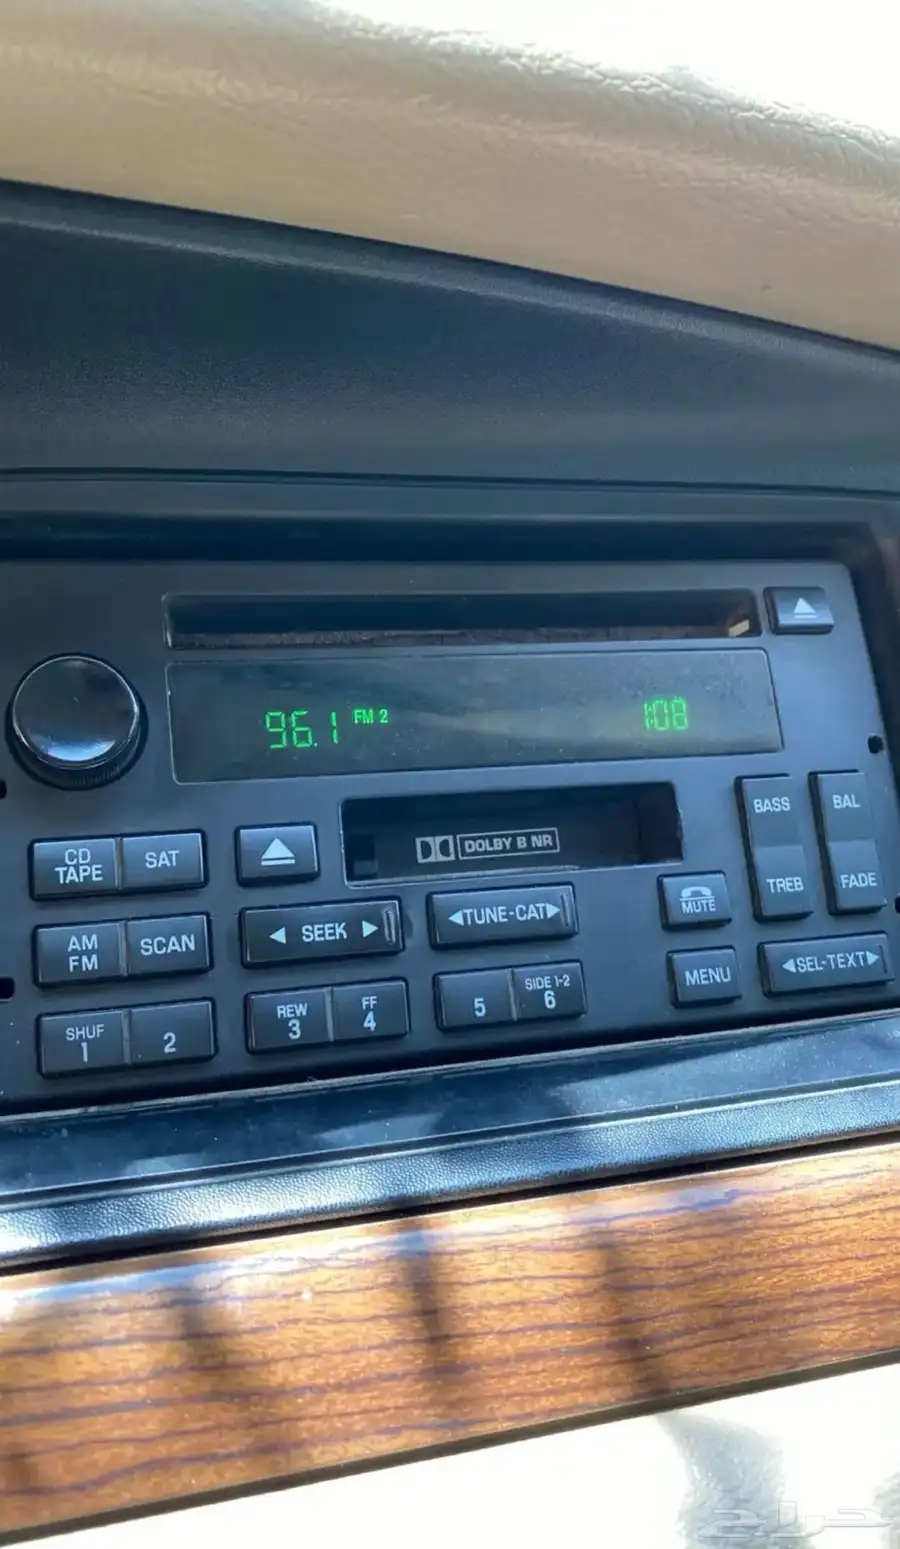 96.1 FM 2 1:08
DOLBY B NR
BASS
BAL
CD
TAPE
SAT
TREB
FADE
SEEK
TUNE-CAT
MUTE
AM
FM
SCAN
MENU
SEL-TEXT
SHUF
1
2
REW
3
FF
4
5
SIDE 1-2
6
حراج